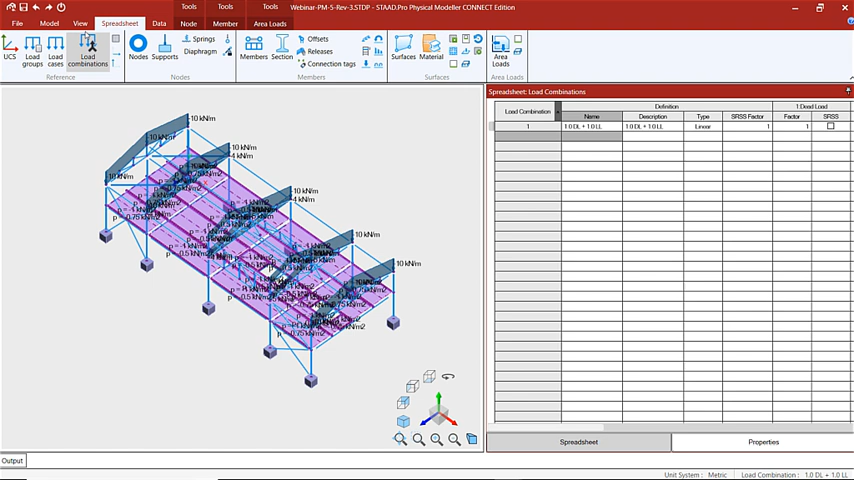 Tools Tools Tools
Webinar-PM-5-Rev-3.STDP - STAAD.Pro Physical Modeller CONNECT Edition
File Model View Spreadsheet Data Node Member Area Loads
UCS
Load groups
Load cases
Load combinations
Reference
Nodes
Supports
Springs
Diaphragm
Nodes
Members
Section
Offsets
Releases
Connection tags
Members
Surfaces
Material
Surfaces
Area Loads
Area Loads
Spreadsheet: Load Combinations
Definition 1:Dead Load
Load Combination Name Description Type SRSS Factor Factor SRSS
1 1.0 DL + 1.0 LL 1.0 DL + 1.0 LL Linear 1 1
10 kN/m
10 kN/m
10 kN/m
4 kN/m
10 kN/m
10 kN/m
4 kN/m
10 kN/m
10 kN/m
Spreadsheet Properties
Output
Unit System : Metric Load Combination : 1.0 DL + 1.0 LL